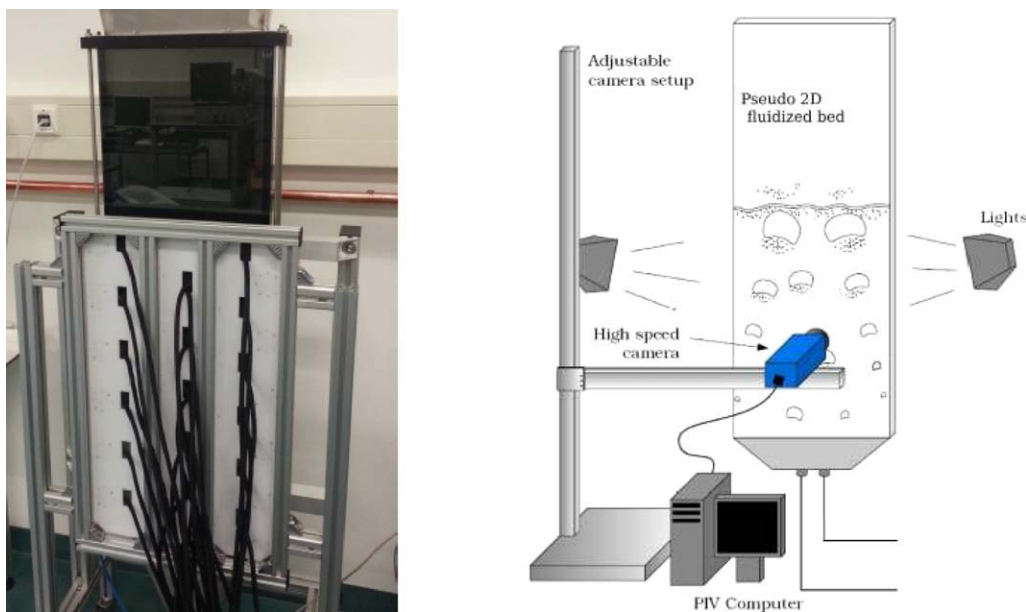 Adjustable
camera setup
Pseudo 2D
fluidized bed
Lights
High speed
camera
PIV Computer